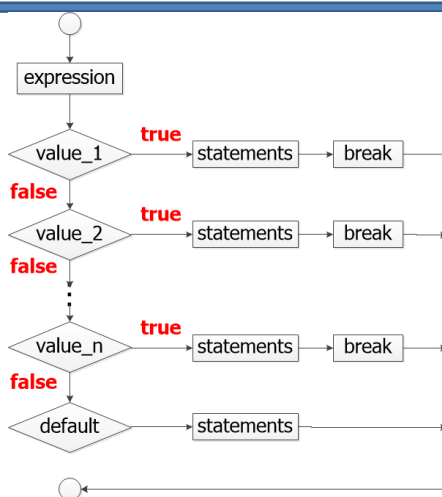 expression
true
value_1 statements break
false
true
value_2 statements break
false
true
value_n statements break
false
default statements